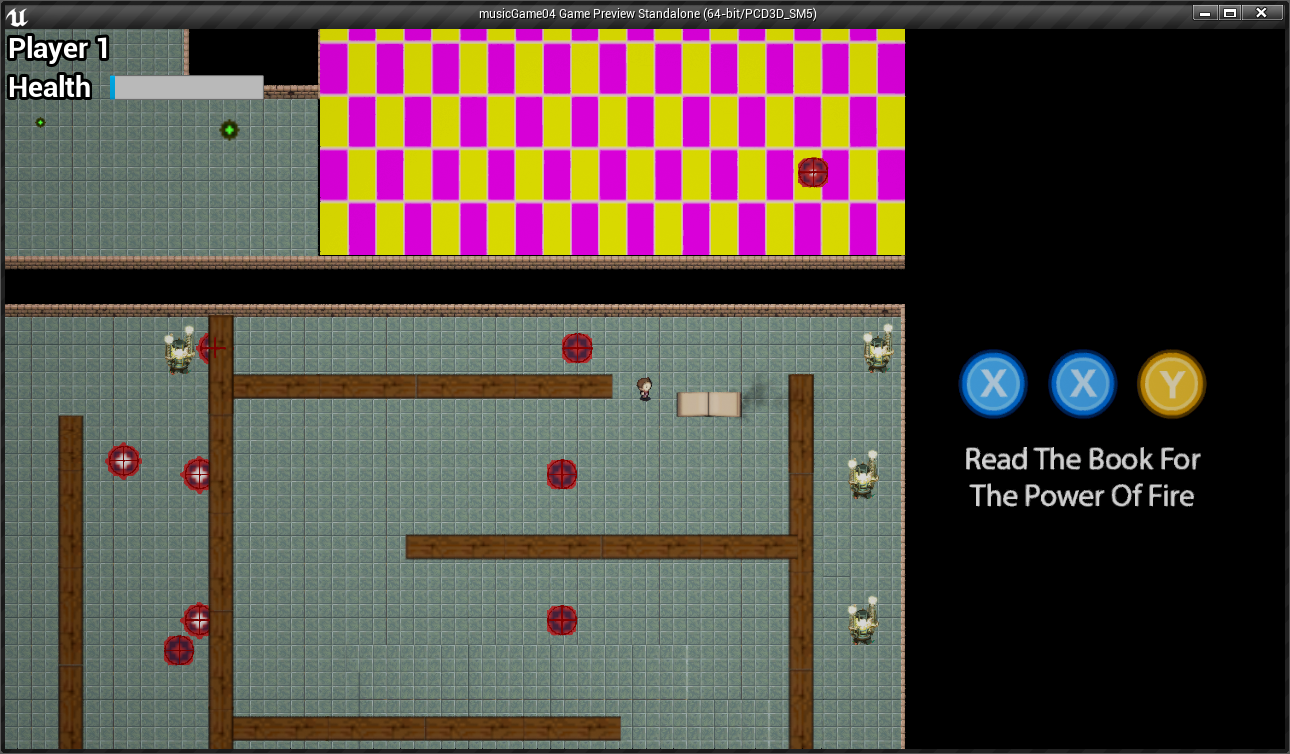 musicGame04 Game Preview Standalone (64-bit/PCD3D_SM5)
Player 1
Health
X X Y
Read The Book For
The Power Of Fire